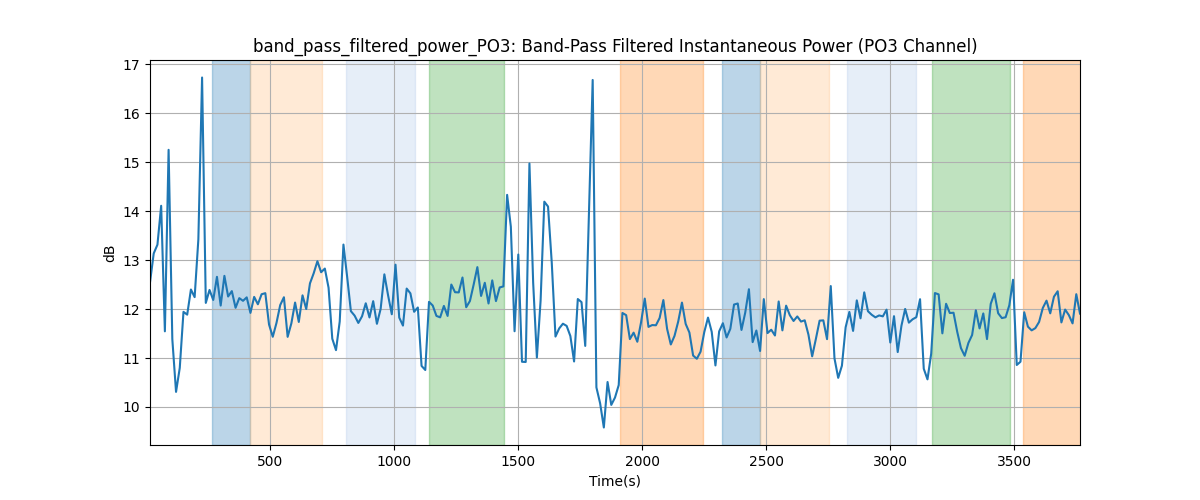 band_pass_filtered_power_PO3: Band-Pass Filtered Instantaneous Power (PO3 Channel)
17
16
15
14
13
12
11
10
dB
500 1000 1500 2000 2500 3000 3500
Time(s)